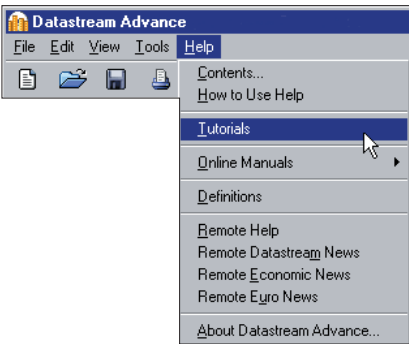 Datastream Advance
File Edit View Tools Help
Contents...
How to Use Help
Tutorials
Online Manuals
Definitions
Remote Help
Remote Datastream News
Remote Economic News
Remote Euro News
About Datastream Advance...